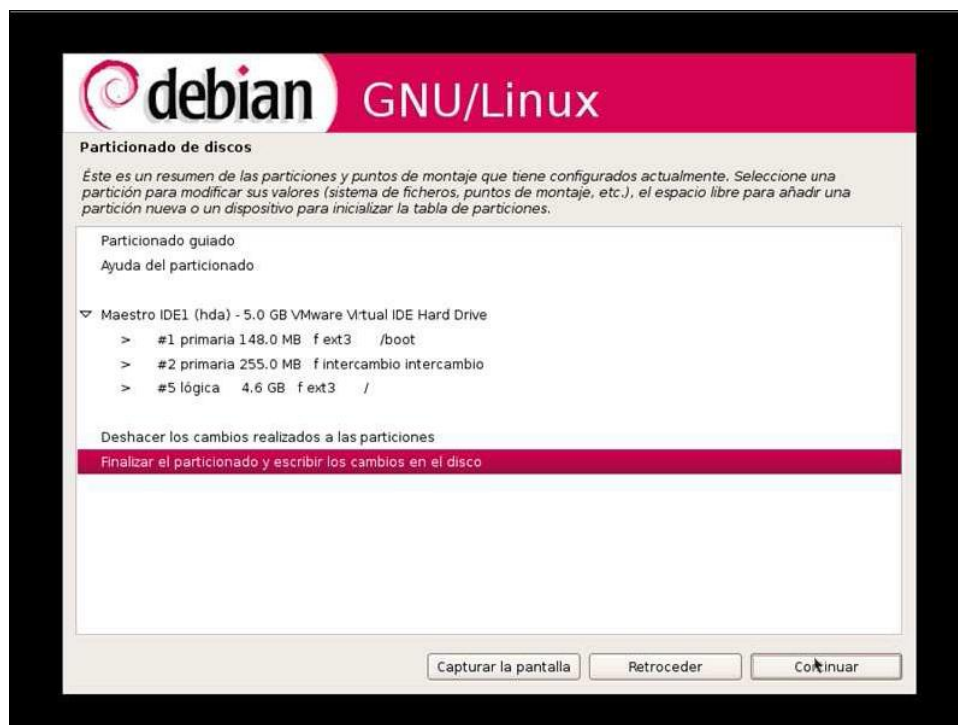 debian GNU/Linux
Particionado de discos
Éste es un resumen de las particiones y puntos de montaje que tiene configurados actualmente. Seleccione una
partición para modificar sus valores (sistema de ficheros, puntos de montaje, etc.), el espacio libre para añadir una
partición nueva o un dispositivo para inicializar la tabla de particiones.
Particionado guiado
Ayuda del particionado
Maestro IDE1 (hda) - 5.0 GB VMware Virtual IDE Hard Drive
> #1 primaria 148.0 MB f ext3 /boot
> #2 primaria 255.0 MB f intercambio intercambio
> #5 lógica 4.6 GB f ext3 /
Deshacer los cambios realizados a las particiones
Finalizar el particionado y escribir los cambios en el disco
Capturar la pantalla Retroceder Continuar